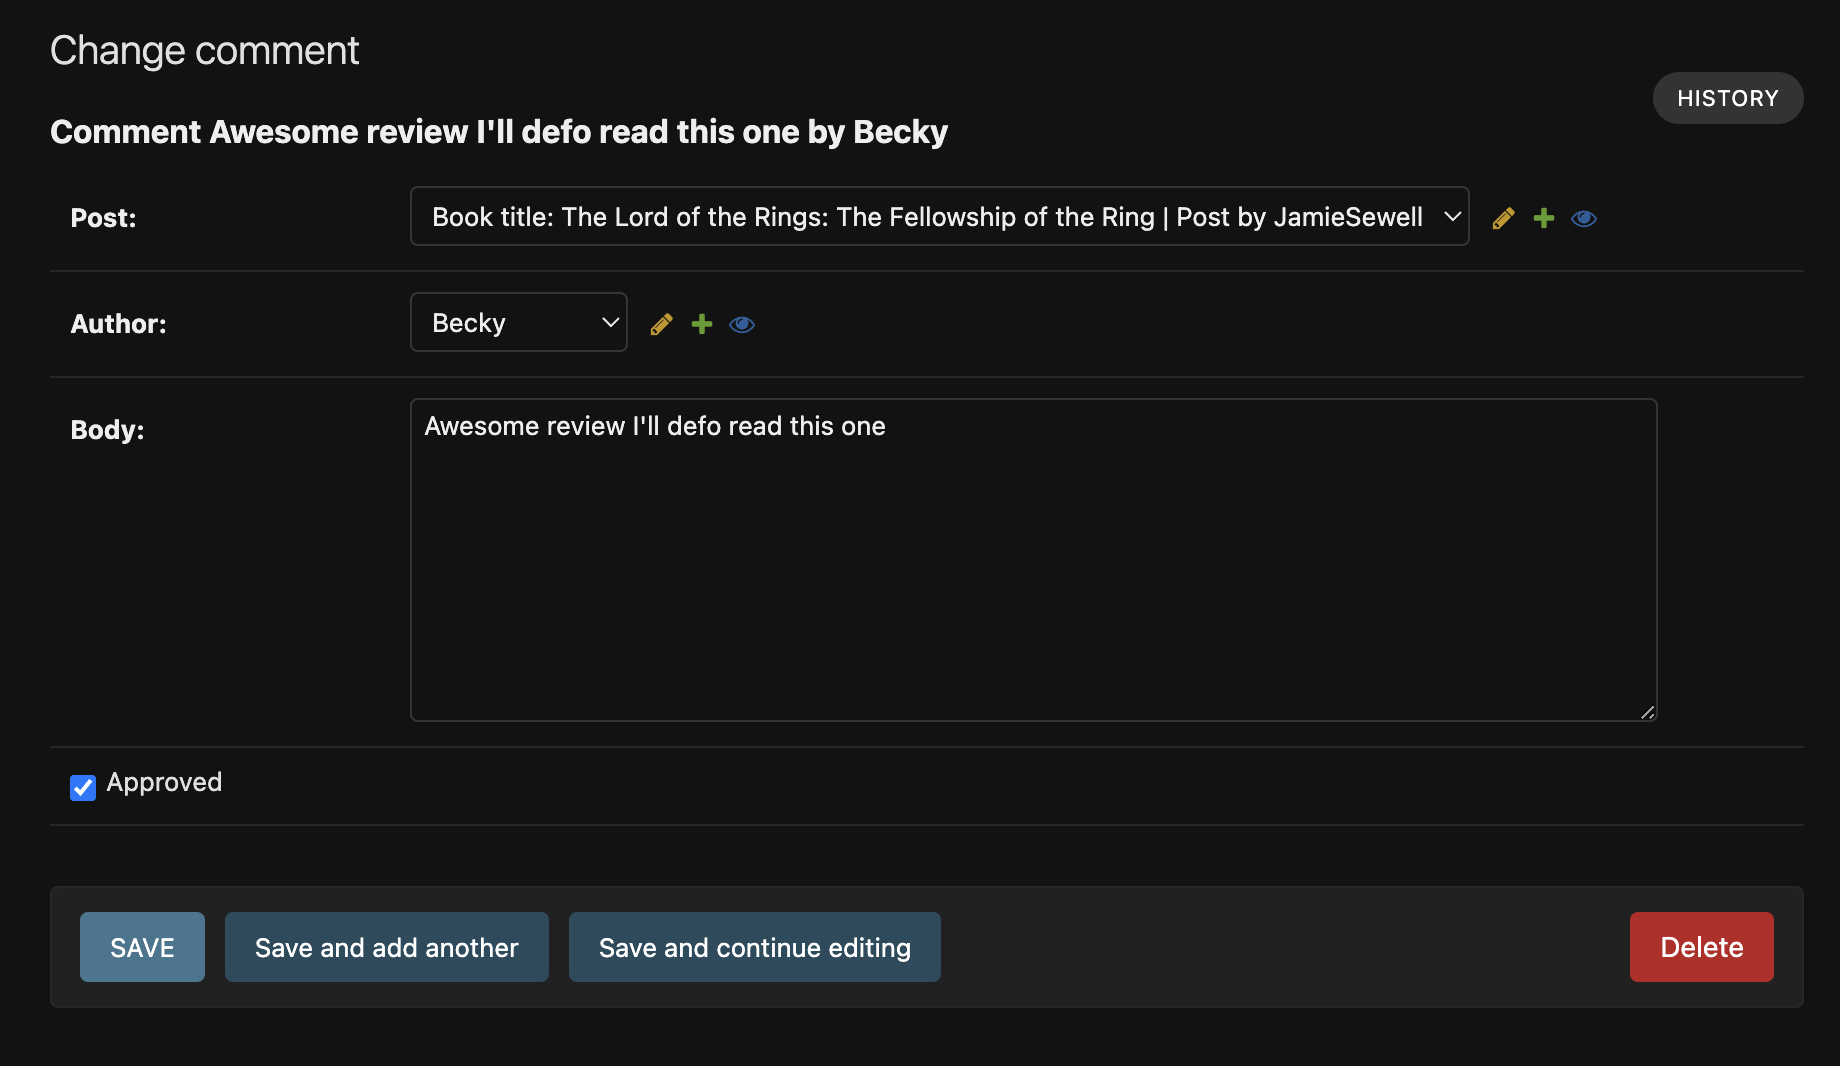 Change comment
HISTORY
Comment Awesome review I'll defo read this one by Becky
Post:
Book title: The Lord of the Rings: The Fellowship of the Ring | Post by JamieSewell
Author:
Becky
Body:
Awesome review I'll defo read this one
Approved
SAVE
Save and add another
Save and continue editing
Delete